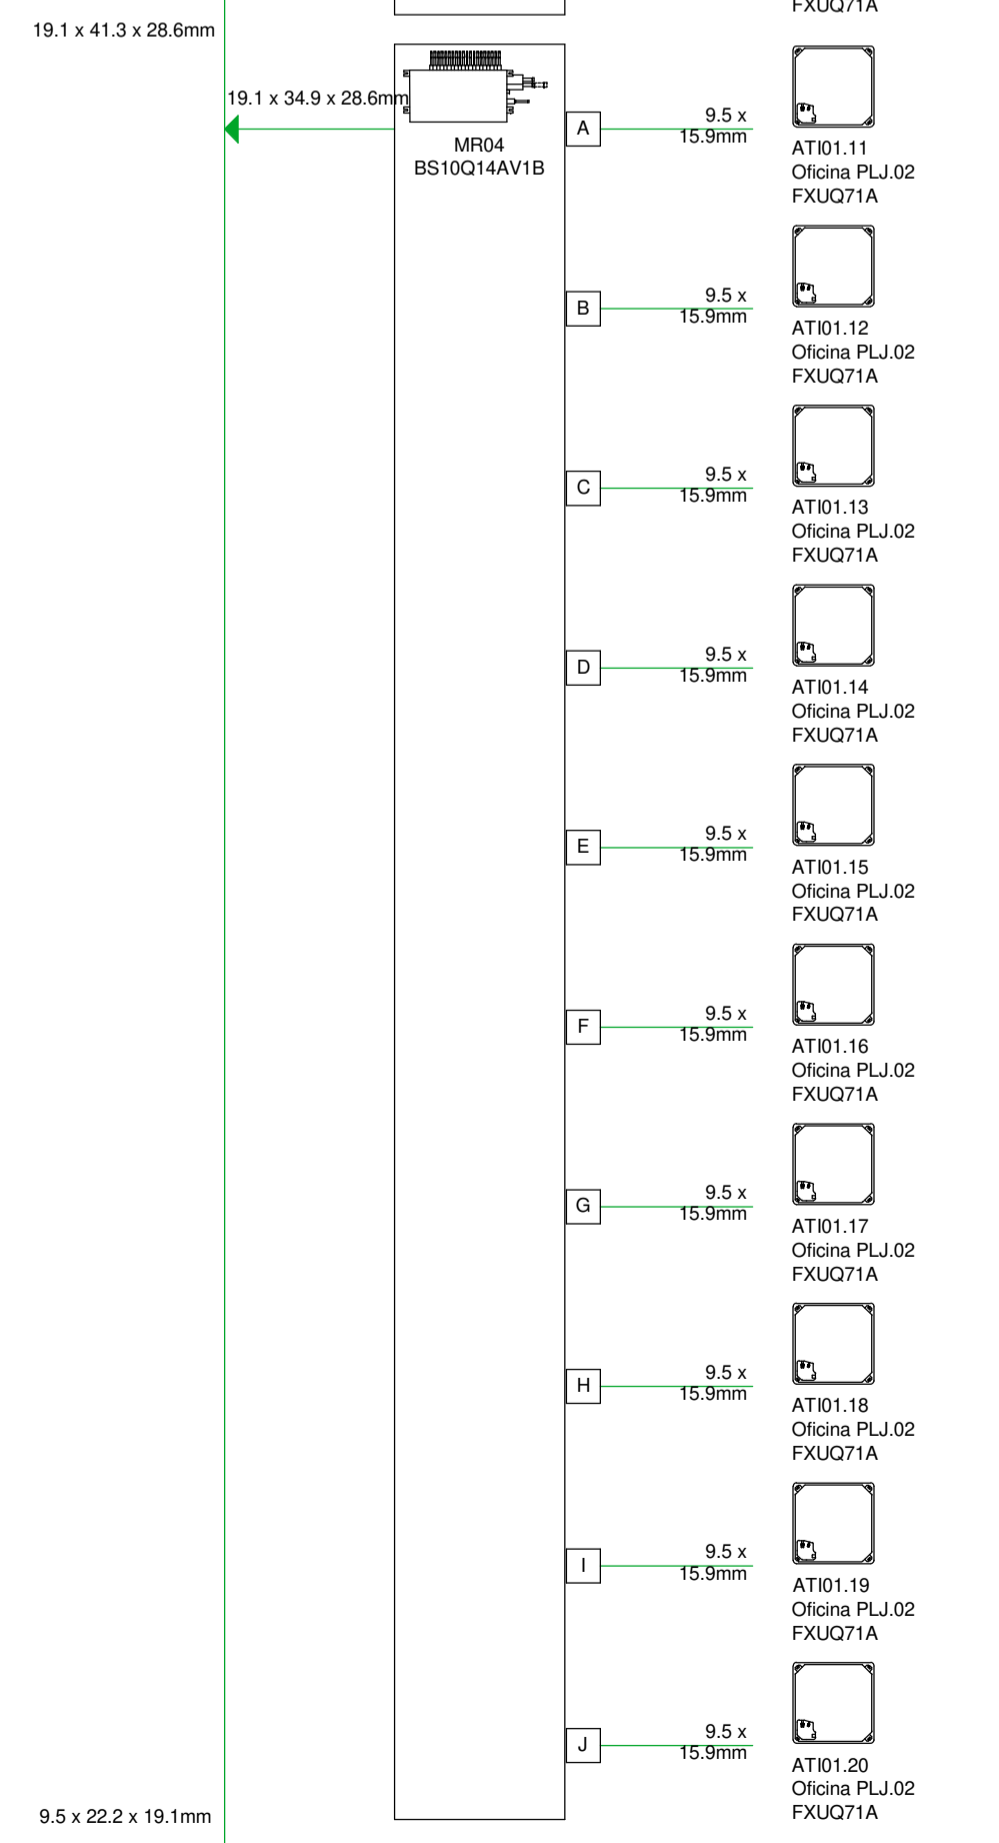 FXUQ71A
19.1 x 41.3 x 28.6mm
19.1 x 34.9 x 28.6mm
MR04
BS10Q14AV1B
A
9.5 x
15.9mm
ATI01.11
Oficina PLJ.02
FXUQ71A
B
9.5 x
15.9mm
ATI01.12
Oficina PLJ.02
FXUQ71A
C
9.5 x
15.9mm
ATI01.13
Oficina PLJ.02
FXUQ71A
D
9.5 x
15.9mm
ATI01.14
Oficina PLJ.02
FXUQ71A
E
9.5 x
15.9mm
ATI01.15
Oficina PLJ.02
FXUQ71A
F
9.5 x
15.9mm
ATI01.16
Oficina PLJ.02
FXUQ71A
G
9.5 x
15.9mm
ATI01.17
Oficina PLJ.02
FXUQ71A
H
9.5 x
15.9mm
ATI01.18
Oficina PLJ.02
FXUQ71A
I
9.5 x
15.9mm
ATI01.19
Oficina PLJ.02
FXUQ71A
J
9.5 x
15.9mm
ATI01.20
Oficina PLJ.02
FXUQ71A
9.5 x 22.2 x 19.1mm